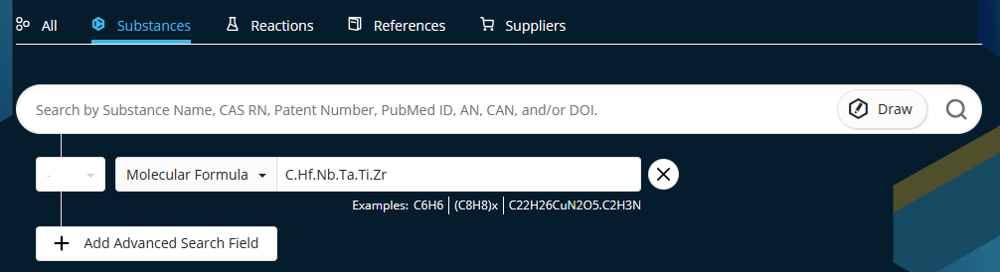 All Substances Reactions References Suppliers
Search by Substance Name, CAS RN, Patent Number, PubMed ID, AN, CAN, and/or DOI. Draw
- Molecular Formula C.Hf.Nb.Ta.Ti.Zr
Examples: C6H6 | (C8H8)x | C22H26CuN2O5.C2H3N
Add Advanced Search Field